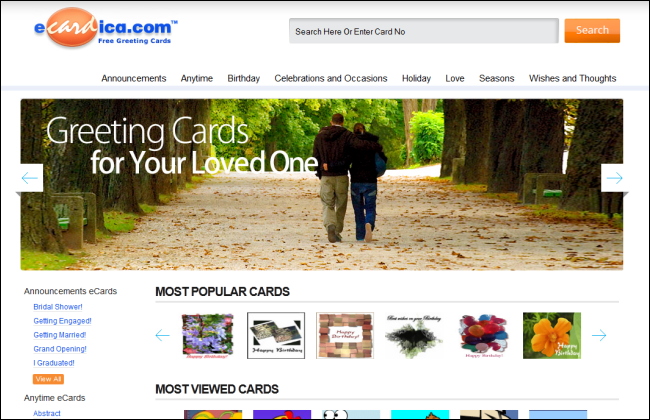 ecardica.com™
Free Greeting Cards
Search Here Or Enter Card No
Search
Announcements Anytime Birthday Celebrations and Occasions Holiday Love Seasons Wishes and Thoughts
Greeting Cards
for Your Loved One
Announcements eCards
Bridal Shower!
Getting Engaged!
Getting Married!
Grand Opening!
I Graduated!
View All
Anytime eCards
Abstract
MOST POPULAR CARDS
Happy Birthday!
Happy Birthday
Happy
Birthday!
Best wishes on your Birthday
Happy Birthday!
MOST VIEWED CARDS